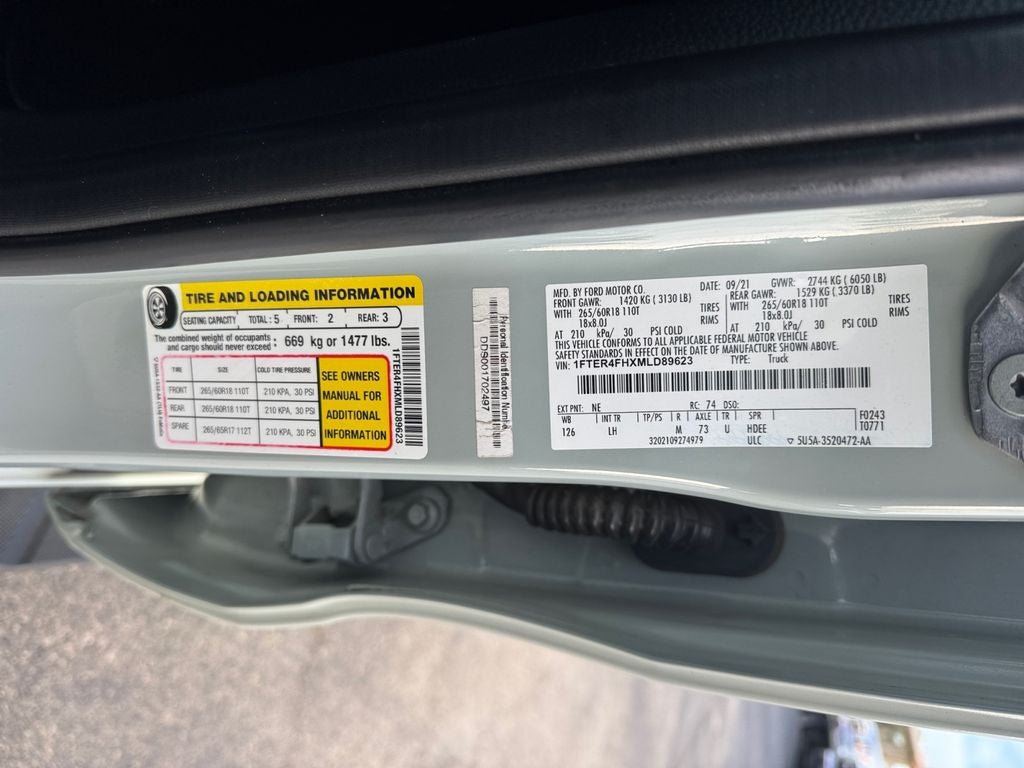 TIRE AND LOADING INFORMATION
SEATING CAPACITY TOTAL: 5 FRONT: 2 REAR: 3
The combined weight of occupants and cargo should never exceed : 669 kg or 1477 lbs.
TIRE SIZE COLD TIRE PRESSURE
FRONT 265/60R18 110T 210 KPA, 30 PSI
REAR 265/60R18 110T 210 KPA, 30 PSI
SPARE 265/65R17 112T 210 KPA, 30 PSI
SEE OWNERS
MANUAL FOR
ADDITIONAL
INFORMATION
1FTER4FHXMLD89623
Personal Identification Number
DDS001702497
MFD. BY FORD MOTOR CO. DATE: 09/21 GVWR: 2744 KG ( 6050 LB)
FRONT GAWR: 1420 KG ( 3130 LB) REAR GAWR: 1529 KG ( 3370 LB)
WITH 265/60R18 110T TIRES WITH 265/60R18 110T TIRES
18x8.0J RIMS 18x8.0J RIMS
AT 210 kPa/ 30 PSI COLD AT 210 kPa/ 30 PSI COLD
THIS VEHICLE CONFORMS TO ALL APPLICABLE FEDERAL MOTOR VEHICLE
SAFETY STANDARDS IN EFFECT ON THE DATE OF MANUFACTURE SHOWN ABOVE.
VIN: 1FTER4FHXMLD89623 TYPE: Truck
EXT PNT: NE RC: 74 DSO:
WB INT TR TP/PS R AXLE TR SPR F0243
126 LH M 73 U HDEE T0771
3202109274979 ULC 5U5A-3520472-AA